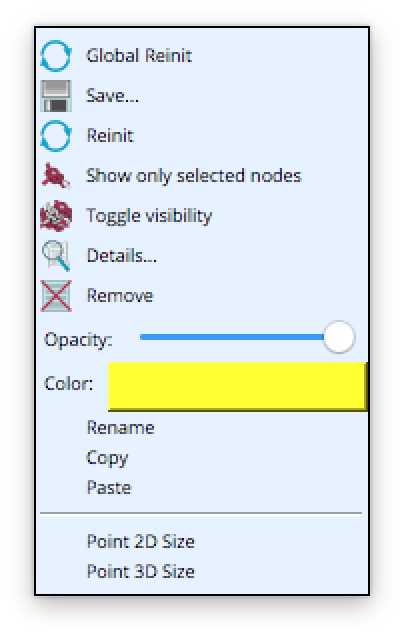 Global Reinit
Save...
Reinit
Show only selected nodes
Toggle visibility
Details...
Remove
Opacity:
Color:
Rename
Copy
Paste
Point 2D Size
Point 3D Size